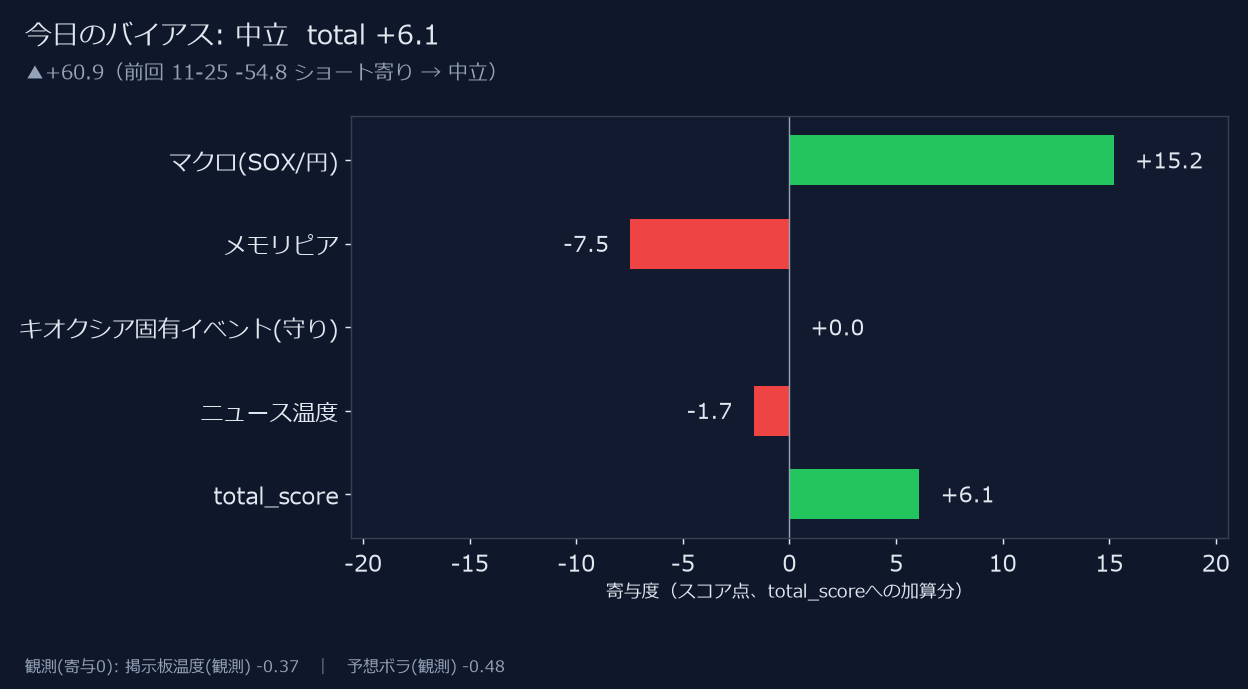 今日のバイアス: 中立 total +6.1
▲+60.9（前回 11-25 -54.8 ショート寄り → 中立）
マクロ(SOX/円)
+15.2
メモリピア
-7.5
キオクシア固有イベント(守り)
+0.0
ニュース温度
-1.7
total_score
+6.1
-20 -15 -10 -5 0 5 10 15 20
寄与度（スコア点、total_scoreへの加算分）
観測(寄与0): 掲示板温度(観測) -0.37 ｜ 予想ボラ(観測) -0.48